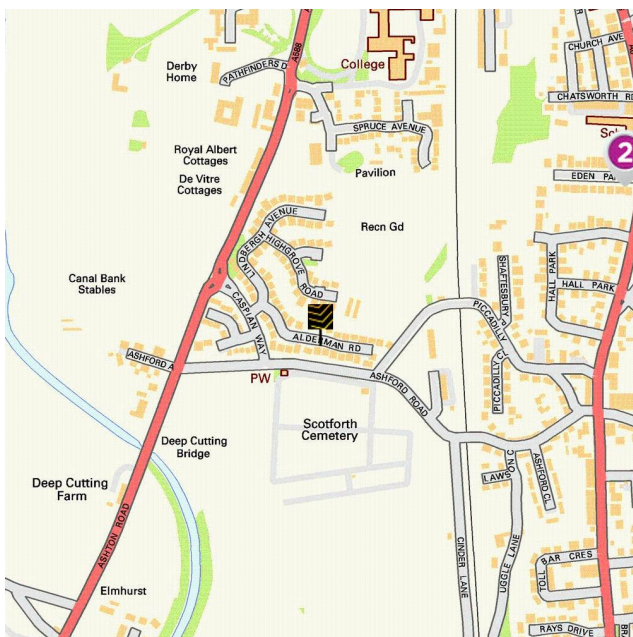 A588
CHURCH AVE
College
Derby
Home
PATHFINDERS D
CHATSWORTH RD
SPRUCE AVENUE
Sch
2
Royal Albert
Cottages
De Vitre
Cottages
Pavilion
EDEN PA
LINDBERGH AVENUE
HIGHGROVE
ROAD
Recn Gd
SHAFTESBURY P
HALL PARK
HALL PARK
Canal Bank
Stables
CASPIAN WAY
PICCADILLY
ALDERMAN RD
ASHFORD A
PICCADILLY C
PW
ASHFORD ROAD
Scotforth
Cemetery
Deep Cutting
Bridge
LAWSON C
ASHFORD CL
Deep Cutting
Farm
ASHTON ROAD
CINDER LANE
UGGLE LANE
BAR CRES
TOLL
Elmhurst
RAYS DRIVE